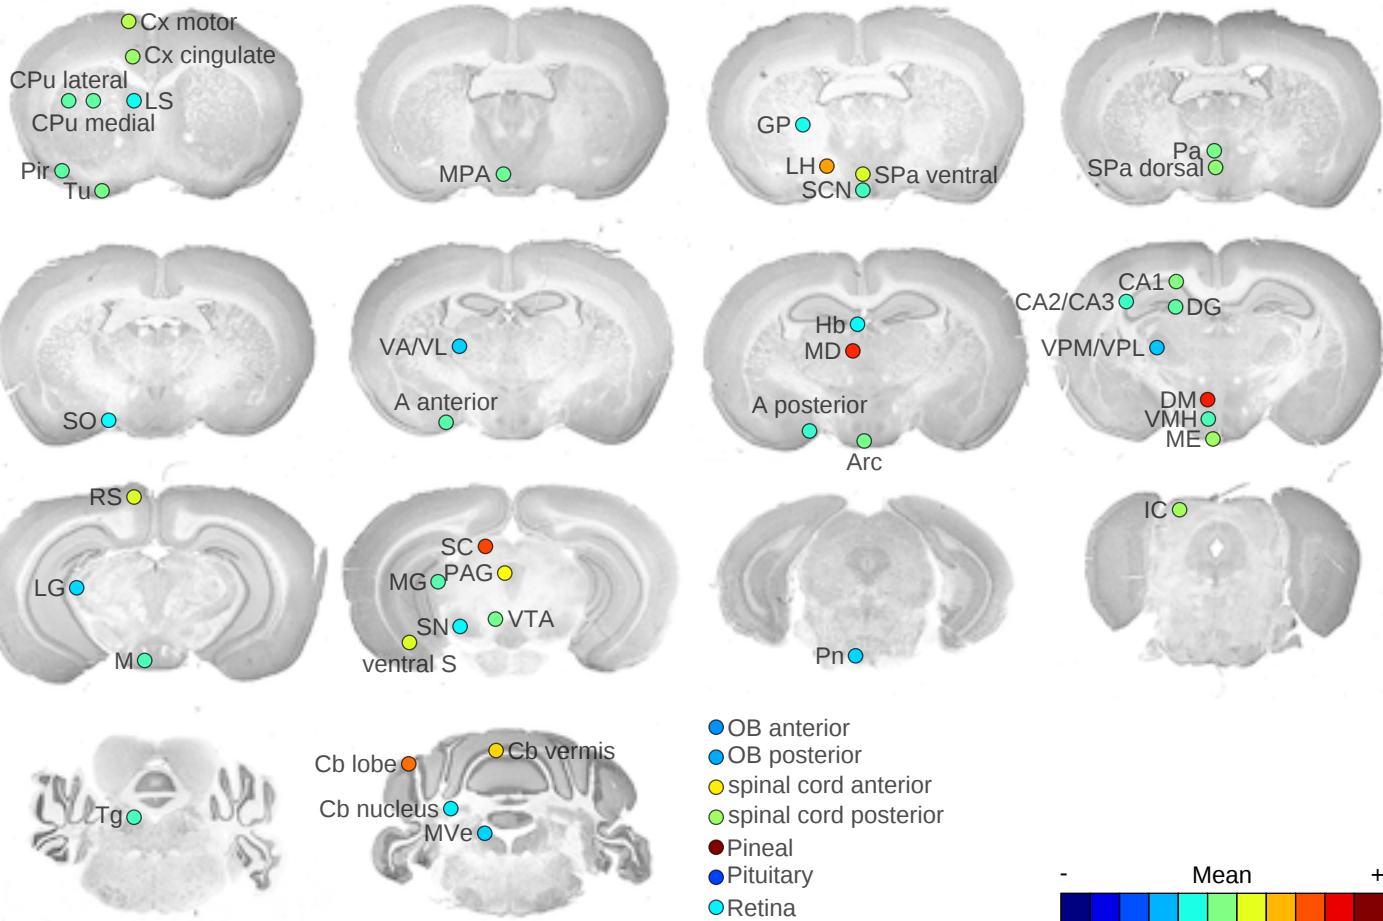 Cx motor
Cx cingulate
CPu lateral
LS
CPu medial
Pir
Tu
MPA
GP
LH
SPa ventral
SCN
Pa
SPa dorsal
SO
VA/VL
A anterior
Hb
MD
A posterior
Arc
CA1
CA2/CA3
DG
VPM/VPL
DM
VMH
ME
RS
LG
M
SC
PAG
MG
VTA
SN
ventral S
Pn
IC
Tg
Cb lobe
Cb vermis
Cb nucleus
MVe
OB anterior
OB posterior
spinal cord anterior
spinal cord posterior
Pineal
Pituitary
Retina
- Mean +